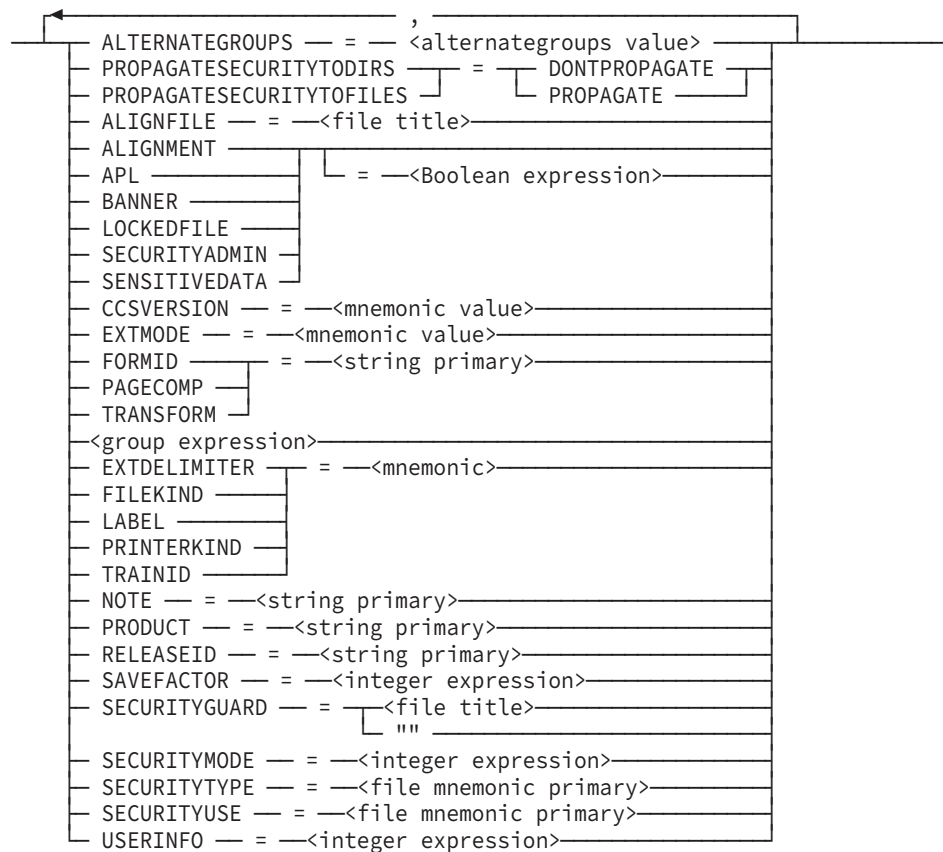 ,
ALTERNATEGROUPS = <alternategroups value>
PROPAGATESECURITYTODIRS = DONTPROPAGATE
PROPAGATESECURITYTOFILES PROPAGATE
ALIGNFILE = <file title>
ALIGNMENT
APL = <Boolean expression>
BANNER
LOCKEDFILE
SECURITYADMIN
SENSITIVEDATA
CCSVERSION = <mnemonic value>
EXTMODE = <mnemonic value>
FORMID = <string primary>
PAGECOMP
TRANSFORM
<group expression>
EXTDELIMITER = <mnemonic>
FILEKIND
LABEL
PRINTERKIND
TRAINID
NOTE = <string primary>
PRODUCT = <string primary>
RELEASEID = <string primary>
SAVEFACTOR = <integer expression>
SECURITYGUARD = <file title>
""
SECURITYMODE = <integer expression>
SECURITYTYPE = <file mnemonic primary>
SECURITYUSE = <file mnemonic primary>
USERINFO = <integer expression>